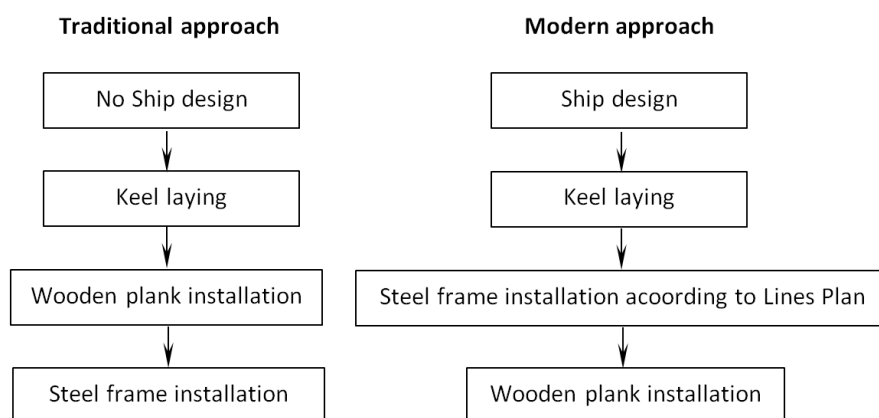 Traditional approach
Modern approach
No Ship design
Ship design
Keel laying
Keel laying
Wooden plank installation
Steel frame installation acoording to Lines Plan
Steel frame installation
Wooden plank installation